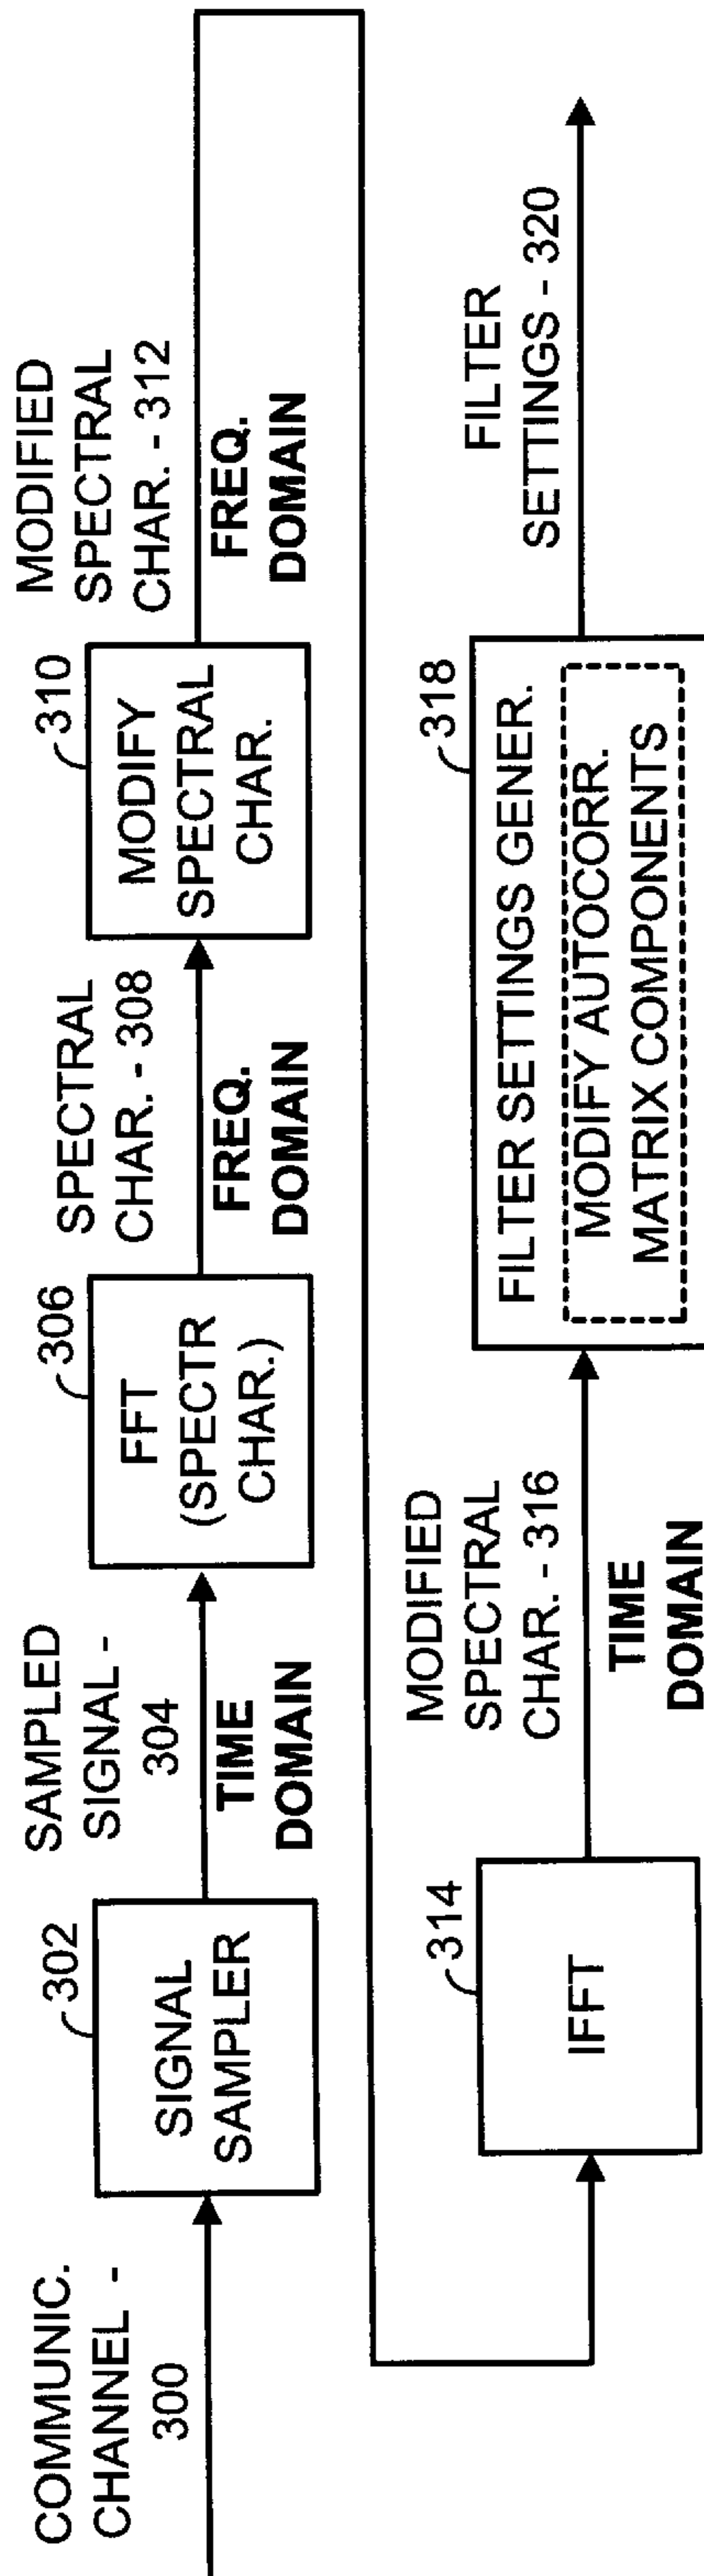 COMMUNIC.
CHANNEL -
300
302
SIGNAL
SAMPLER
SAMPLED
SIGNAL-
304
TIME
DOMAIN
306
FFT
(SPECTR
CHAR.)
SPECTRAL
CHAR. - 308
FREQ.
DOMAIN
310
MODIFY
SPECTRAL
CHAR.
MODIFIED
SPECTRAL
CHAR. - 312
FREQ.
DOMAIN
314
IFFT
MODIFIED
SPECTRAL
CHAR. - 316
TIME
DOMAIN
318
FILTER SETTINGS GENER.
MODIFY AUTOCORR.
MATRIX COMPONENTS
FILTER
SETTINGS - 320